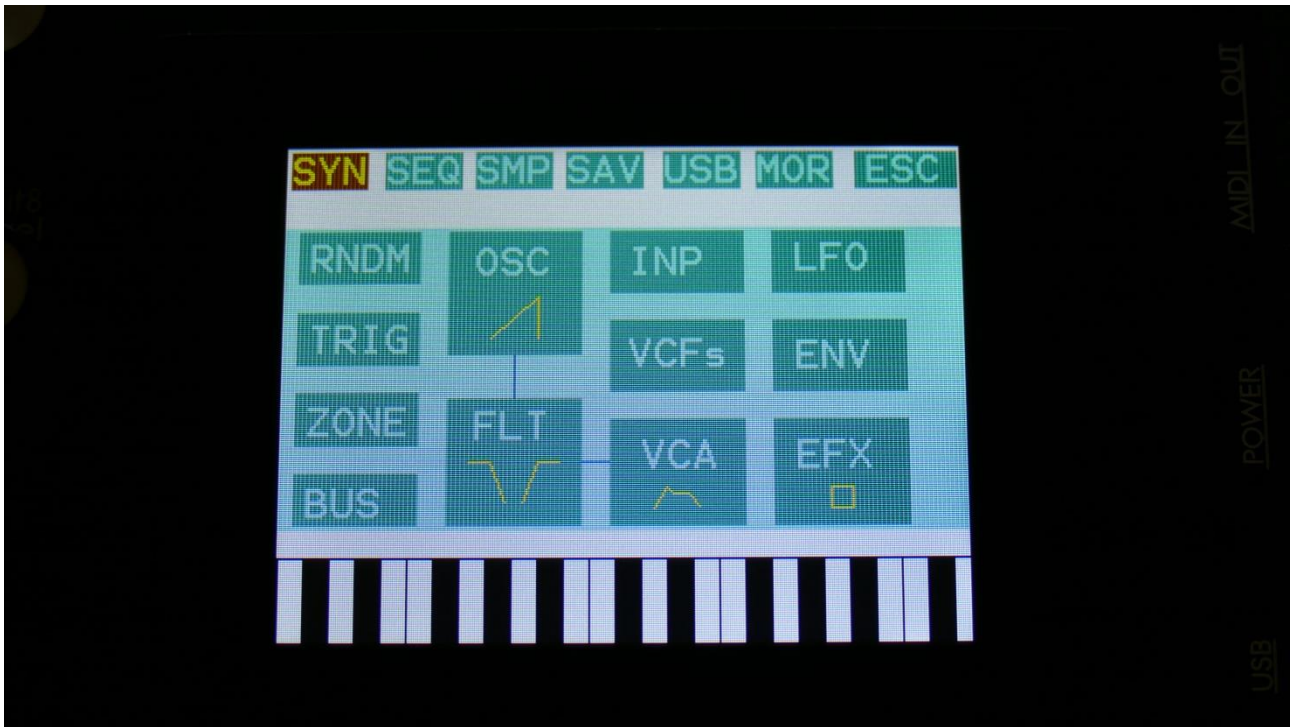 SYN SEQ SMP SAV USB MOR ESC
RNDM OSC INP LFO
TRIG VCFs ENV
ZONE FLT VCA EFX
BUS
MIDI IN OUT
POWER
USB